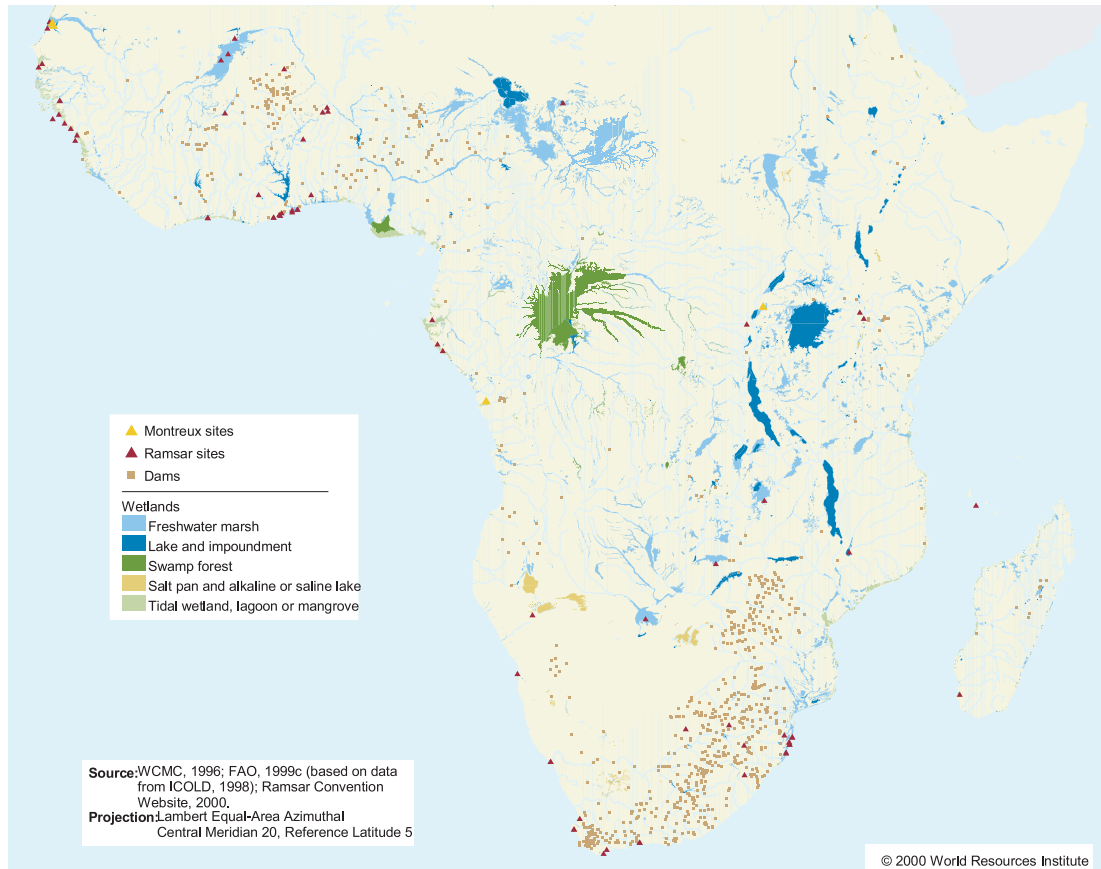 Montreux sites
Ramsar sites
Dams
Wetlands
Freshwater marsh
Lake and impoundment
Swamp forest
Salt pan and alkaline or saline lake
Tidal wetland, lagoon or mangrove
Source:WCMC, 1996; FAO, 1999c (based on data
from ICOLD, 1998); Ramsar Convention
Website, 2000.
Projection:Lambert Equal-Area Azimuthal
Central Meridian 20, Reference Latitude 5
© 2000 World Resources Institute